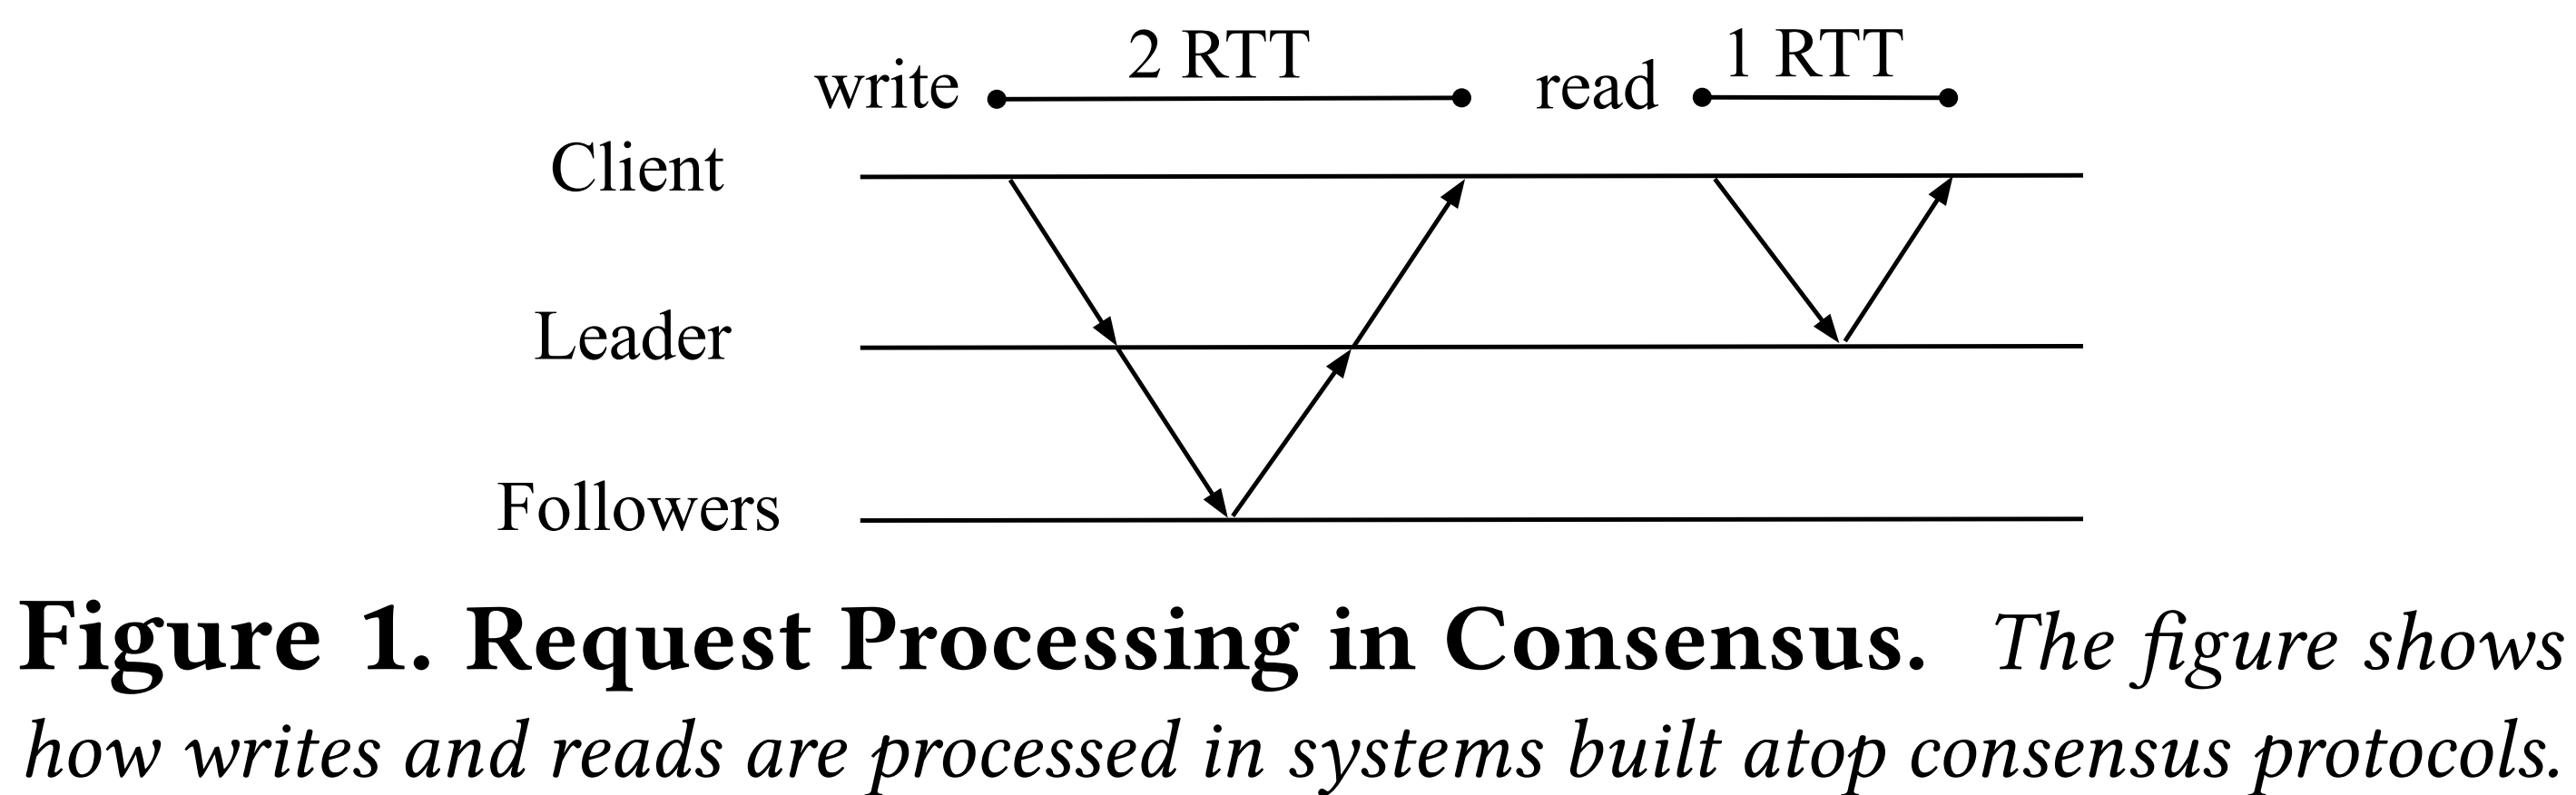 write 2 RTT read 1 RTT
Client
Leader
Followers
Figure 1. Request Processing in Consensus. The figure shows
how writes and reads are processed in systems built atop consensus protocols.